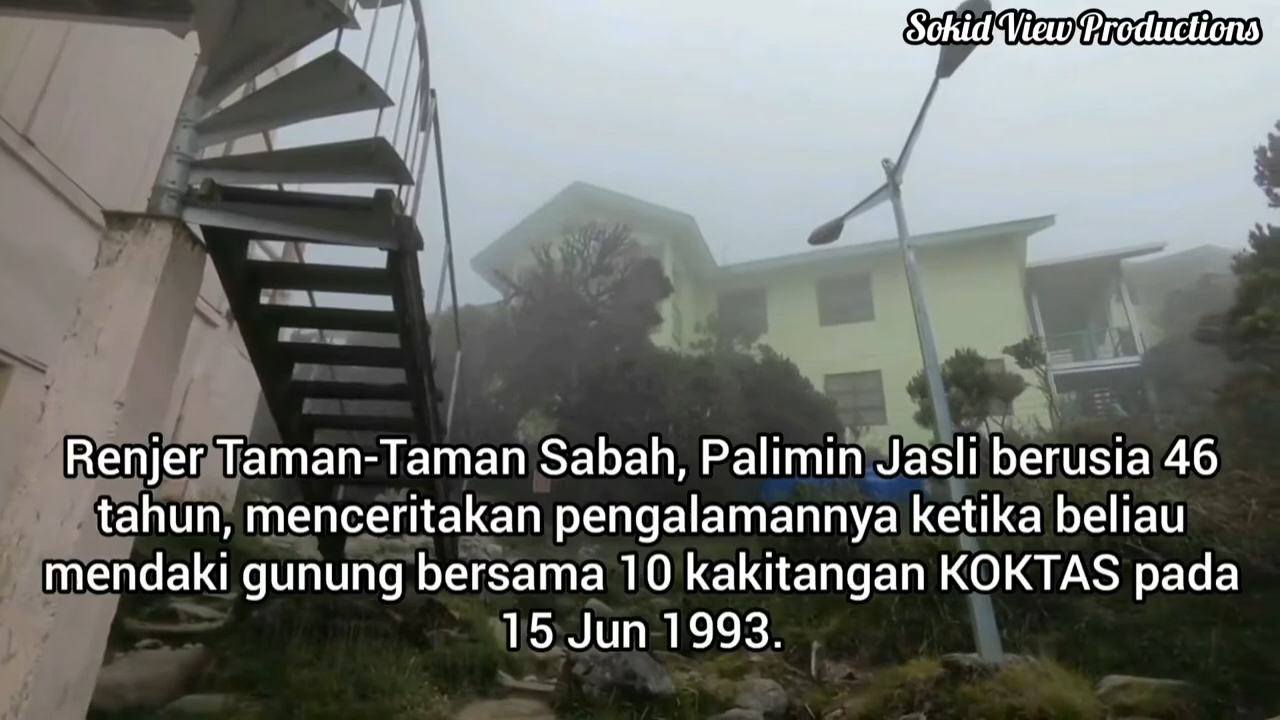 Sokid View Productions
Renjer Taman-Taman Sabah, Palimin Jasli berusia 46
tahun, menceritakan pengalamannya ketika beliau
mendaki gunung bersama 10 kakitangan KOKTAS pada
15 Jun 1993.